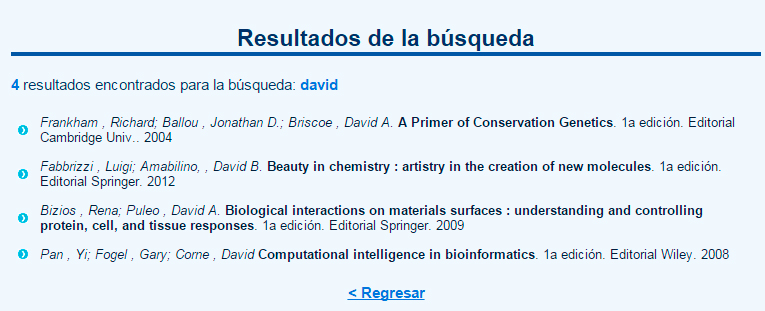 Resultados de la búsqueda
4 resultados encontrados para la búsqueda: david
Frankham , Richard; Ballou , Jonathan D.; Briscoe , David A. A Primer of Conservation Genetics. 1a edición. Editorial
Cambridge Univ.. 2004
Fabbrizzi , Luigi; Amabilino, , David B. Beauty in chemistry : artistry in the creation of new molecules. 1a edición.
Editorial Springer. 2012
Bizios , Rena; Puleo , David A. Biological interactions on materials surfaces : understanding and controlling
protein, cell, and tissue responses. 1a edición. Editorial Springer. 2009
Pan , Yi; Fogel , Gary; Corne , David Computational intelligence in bioinformatics. 1a edición. Editorial Wiley. 2008
< Regresar